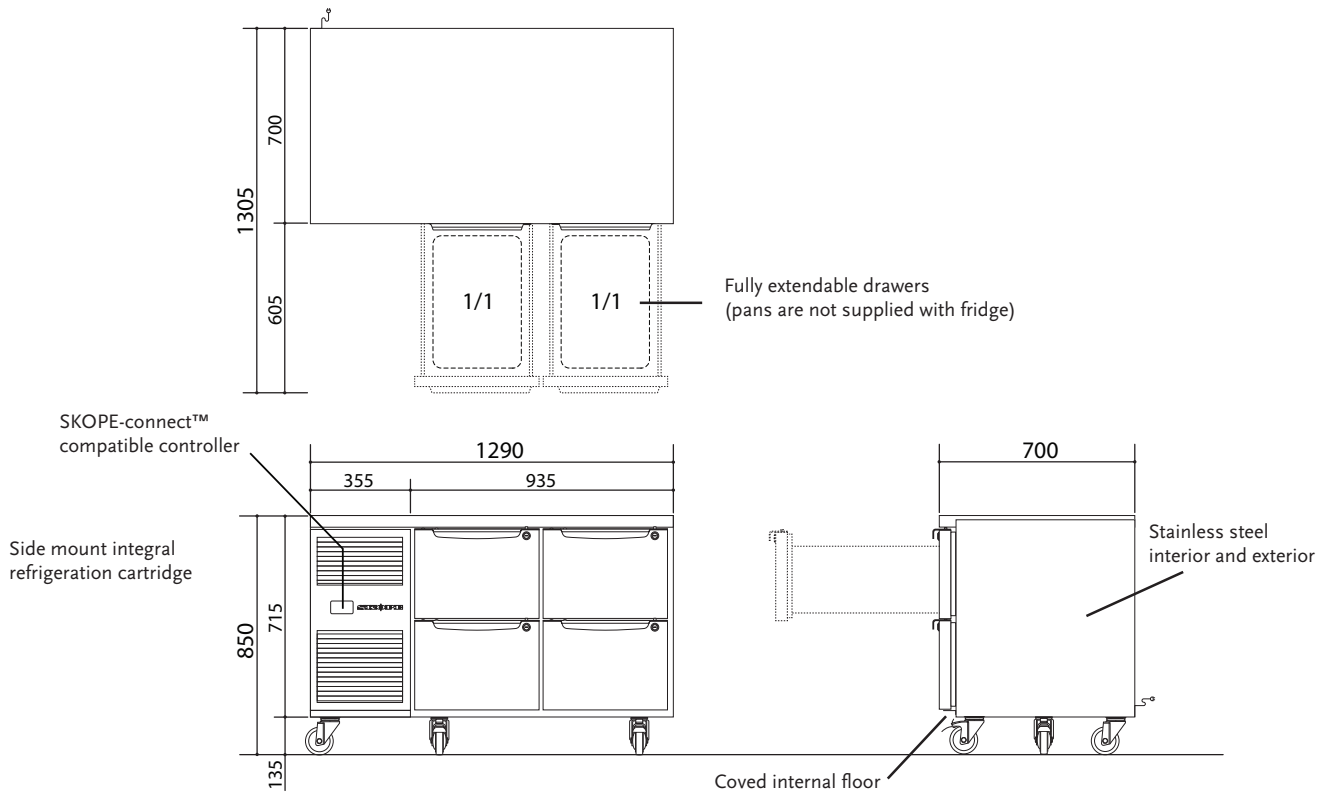 700
1305
605
1/1
1/1
Fully extendable drawers
(pans are not supplied with fridge)
SKOPE-connect™
compatible controller
1290
355
935
700
Side mount integral
refrigeration cartridge
Stainless steel
interior and exterior
SKOPE
715
850
135
Coved internal floor